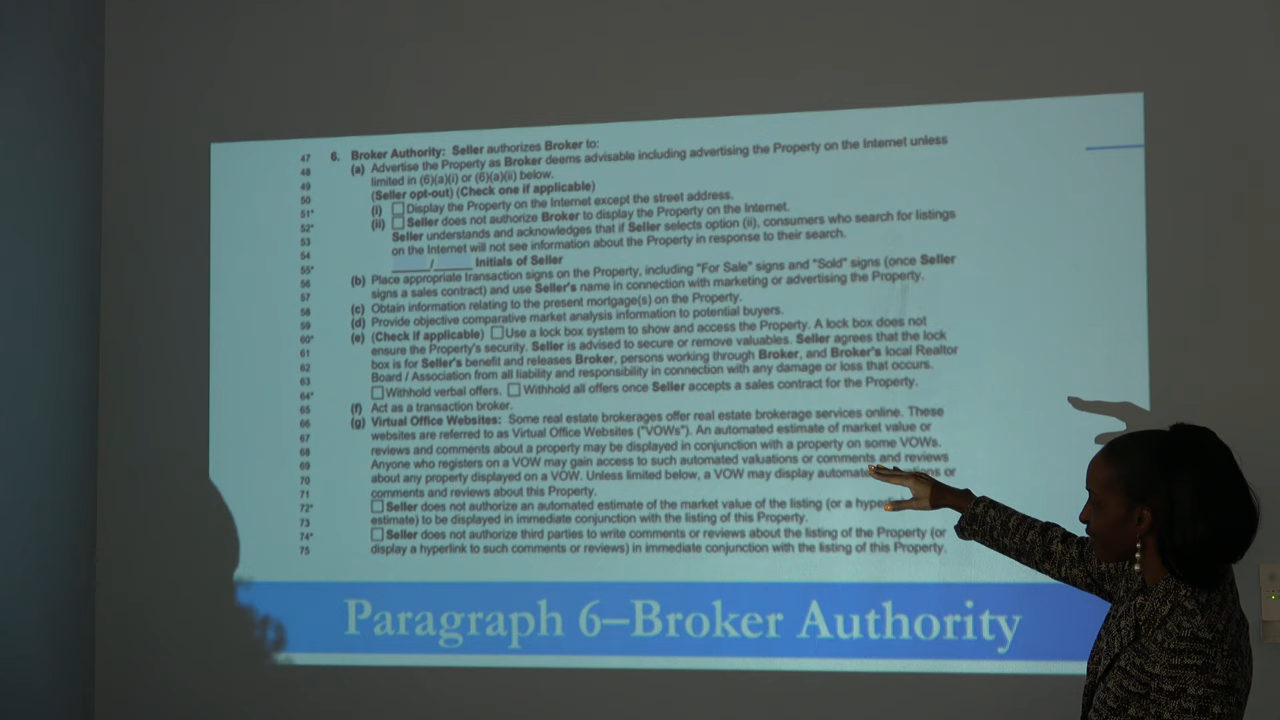 47 6. Broker Authority: Seller authorizes Broker to:
48 (a) Advertise the Property as Broker deems advisable including advertising the Property on the Internet unless
49 limited in (6)(a)(i) or (6)(a)(ii) below.
50 (Seller opt-out) (Check one if applicable)
51* (i) ☐ Display the Property on the Internet except the street address.
52* (ii) ☐ Seller does not authorize Broker to display the Property on the Internet.
53 Seller understands and acknowledges that if Seller selects option (ii), consumers who search for listings
54 on the Internet will not see information about the Property in response to their search.
55* ______/______ Initials of Seller
56 (b) Place appropriate transaction signs on the Property, including "For Sale" signs and "Sold" signs (once Seller
57 signs a sales contract) and use Seller's name in connection with marketing or advertising the Property.
58 (c) Obtain information relating to the present mortgage(s) on the Property.
59 (d) Provide objective comparative market analysis information to potential buyers.
60* (e) (Check if applicable) ☐ Use a lock box system to show and access the Property. A lock box does not
61 ensure the Property's security. Seller is advised to secure or remove valuables. Seller agrees that the lock
62 box is for Seller's benefit and releases Broker, persons working through Broker, and Broker's local Realtor
63 Board / Association from all liability and responsibility in connection with any damage or loss that occurs.
64* ☐ Withhold verbal offers. ☐ Withhold all offers once Seller accepts a sales contract for the Property.
65 (f) Act as a transaction broker.
66 (g) Virtual Office Websites: Some real estate brokerages offer real estate brokerage services online. These
67 websites are referred to as Virtual Office Websites ("VOWs"). An automated estimate of market value or
68 reviews and comments about a property may be displayed in conjunction with a property on some VOWs.
69 Anyone who registers on a VOW may gain access to such automated valuations or comments and reviews
70 about any property displayed on a VOW. Unless limited below, a VOW may display or
71 comments and reviews about this Property.
72* ☐ Seller does not authorize an automated estimate of the market value of the listing (or a
73 estimate) to be displayed in immediate conjunction with the listing of this Property.
74* ☐ Seller does not authorize third parties to write comments or reviews about the listing of the Property (or
75 display a hyperlink to such comments or reviews) in immediate conjunction with the listing of this Property.
Paragraph 6–Broker Authority